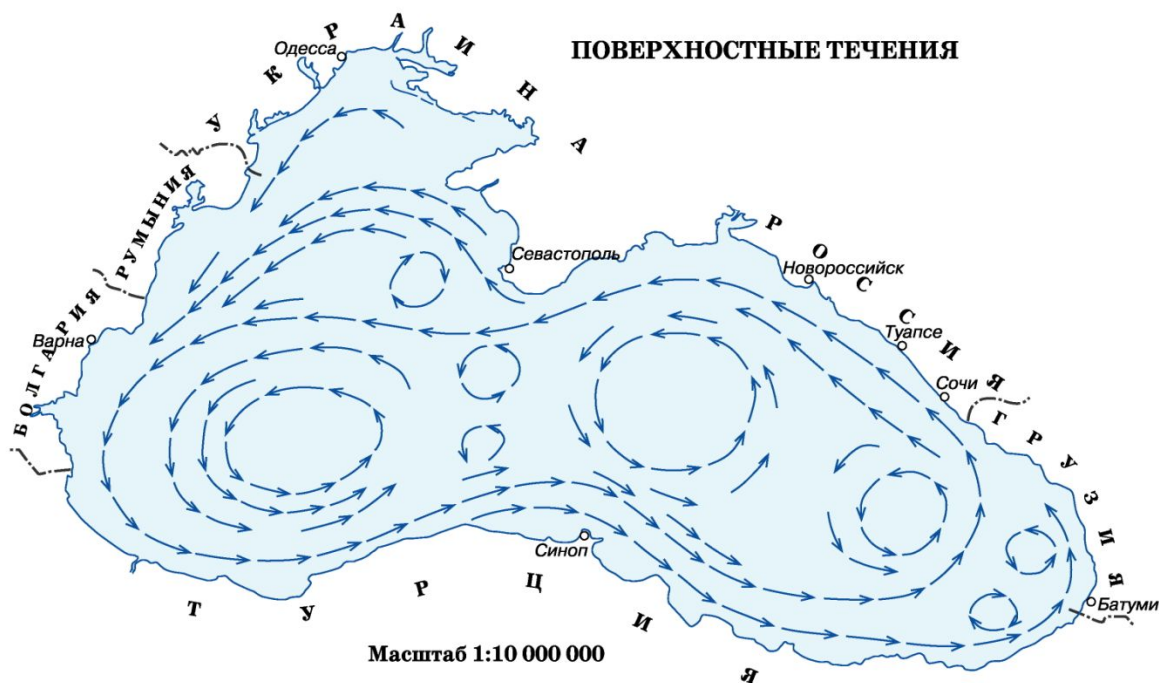 ПОВЕРХНОСТНЫЕ ТЕЧЕНИЯ
УКРАИНА
Одесса
РУМЫНИЯ
БОЛГАРИЯ
Варна
Севастополь
РОССИЯ
Новороссийск
Туапсе
Сочи
ГРУЗИЯ
Батуми
Синоп
ТУРЦИЯ
Масштаб 1:10 000 000